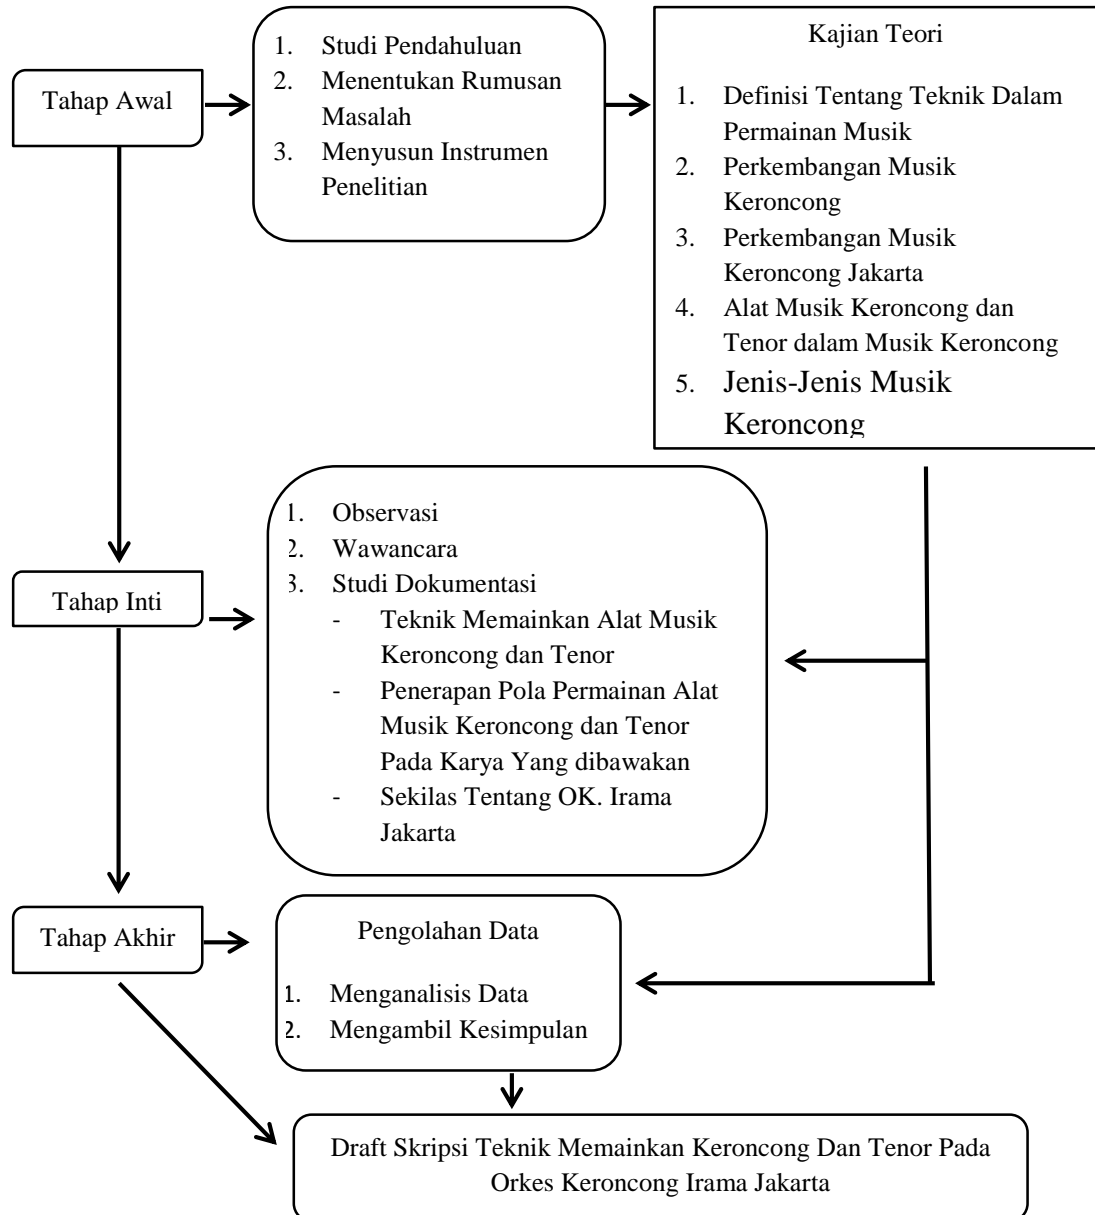 Tahap Awal
1. Studi Pendahuluan
2. Menentukan Rumusan
Masalah
3. Menyusun Instrumen
Penelitian
Kajian Teori
1. Definisi Tentang Teknik Dalam
Permainan Musik
2. Perkembangan Musik
Keroncong
3. Perkembangan Musik
Keroncong Jakarta
4. Alat Musik Keroncong dan
Tenor dalam Musik Keroncong
5. Jenis-Jenis Musik
Keroncong
Tahap Inti
1. Observasi
2. Wawancara
3. Studi Dokumentasi
- Teknik Memainkan Alat Musik
Keroncong dan Tenor
- Penerapan Pola Permainan Alat
Musik Keroncong dan Tenor
Pada Karya Yang dibawakan
- Sekilas Tentang OK. Irama
Jakarta
Tahap Akhir
Pengolahan Data
1. Menganalisis Data
2. Mengambil Kesimpulan
Draft Skripsi Teknik Memainkan Keroncong Dan Tenor Pada
Orkes Keroncong Irama Jakarta